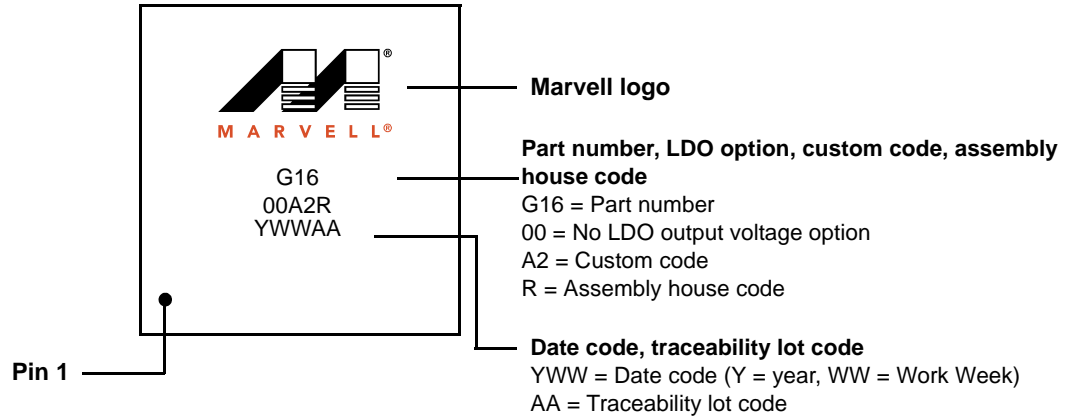 ®
MARVELL®
G16
00A2R
YWWAA
Marvell logo
Part number, LDO option, custom code, assembly
house code
G16 = Part number
00 = No LDO output voltage option
A2 = Custom code
R = Assembly house code
Date code, traceability lot code
YWW = Date code (Y = year, WW = Work Week)
AA = Traceability lot code
Pin 1